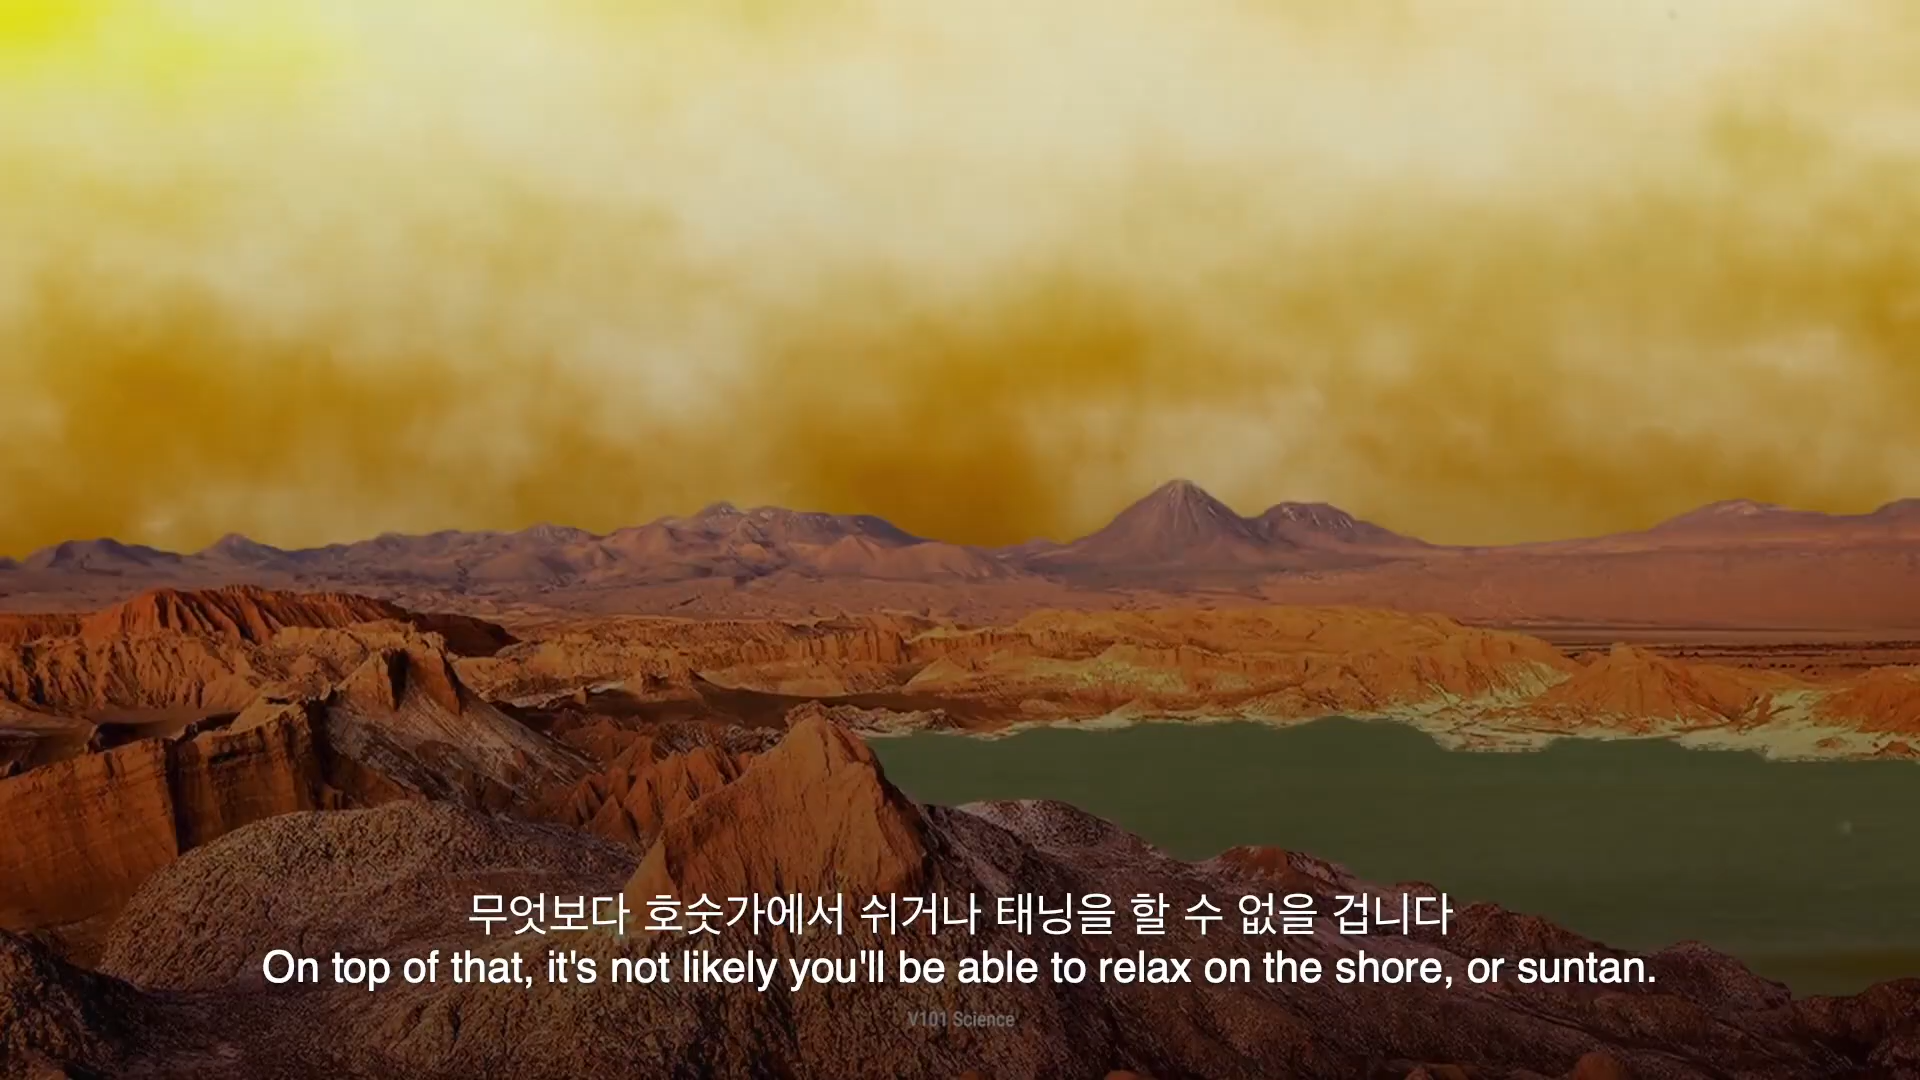 무엇보다 호숫가에서 쉬거나 태닝을 할 수 없을 겁니다
On top of that, it's not likely you'll be able to relax on the shore, or suntan.
V101 Science